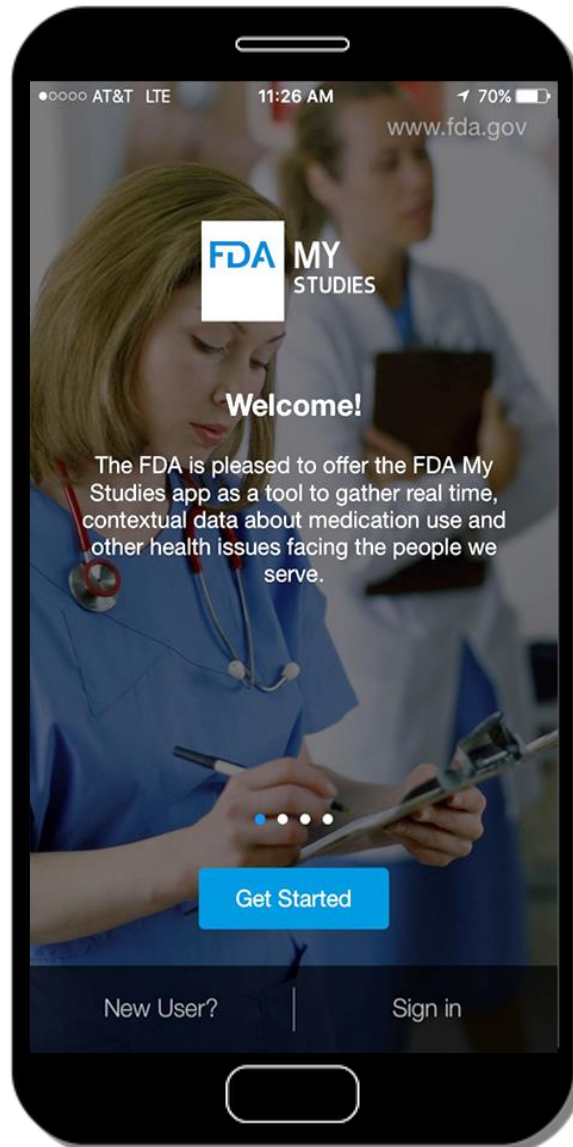 AT&T LTE 11:26 AM 70%
www.fda.gov
FDA MY
STUDIES
Welcome!
The FDA is pleased to offer the FDA My
Studies app as a tool to gather real time,
contextual data about medication use and
other health issues facing the people we
serve.
Get Started
New User? Sign in